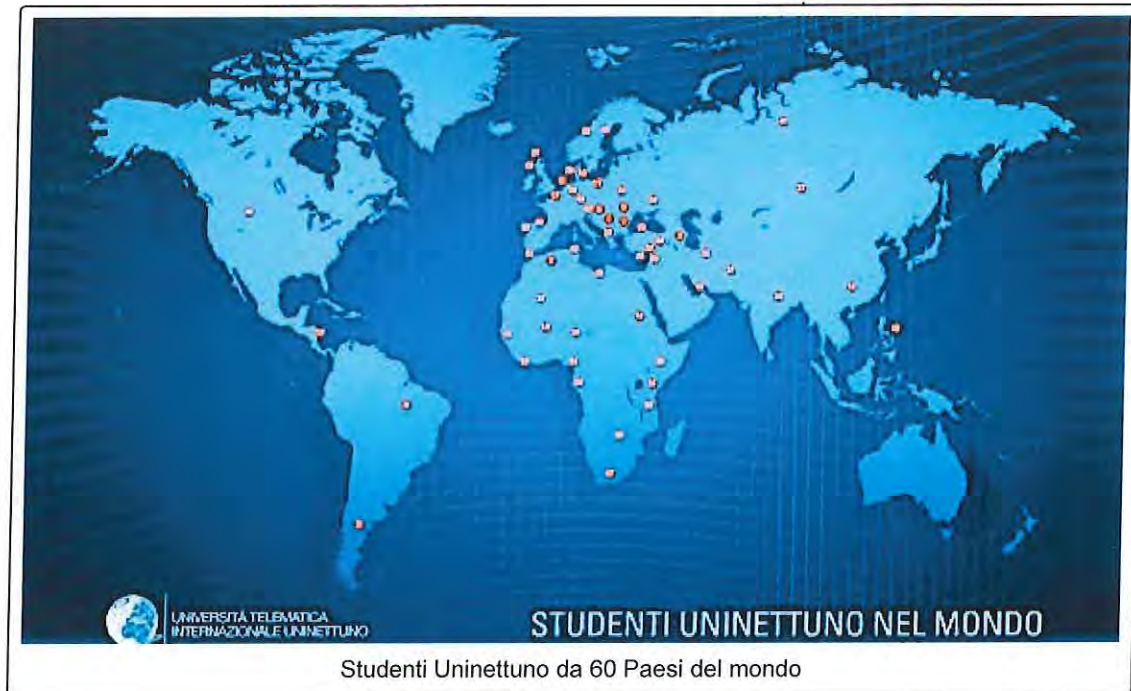 UNIVERSITÀ TELEMATICA
INTERNAZIONALE UNINETTUNO
STUDENTI UNINETTUNO NEL MONDO
Studenti Uninettuno da 60 Paesi del mondo